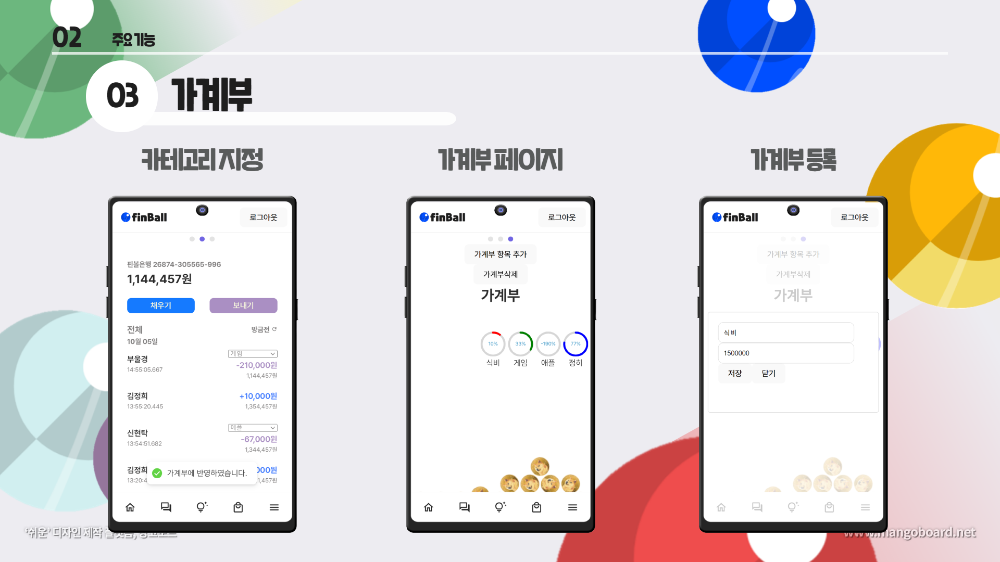 02 주요 기능
03 가계부
카테고리 지정
finBall 로그아웃
핀볼은행 26874-305565-996
1,144,457원
채우기 보내기
전체 방금전
10월 05일
부울경 게임
14:55:05.667 -210,000원
1,144,457원
김정희 +10,000원
13:55:20.445 1,354,457원
신현탁 애플
13:54:51.682 -67,000원
1,344,457원
김정희 000원
13:20:4 1,457원
가계부에 반영하였습니다.
가계부 페이지
finBall 로그아웃
가계부 항목 추가
가계부삭제
가계부
10% 33% -190% 77%
식비 게임 애플 정히
가계부 등록
finBall 로그아웃
가계부 항목 추가
가계부삭제
가계부
식비
1500000
저장 닫기
‘쉬운’ 디자인 제작 플랫폼, 망고보드
www.mangoboard.net